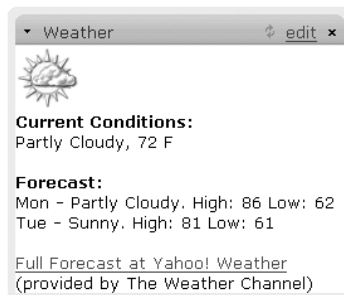 Weather edit ×
Current Conditions:
Partly Cloudy, 72 F
Forecast:
Mon - Partly Cloudy. High: 86 Low: 62
Tue - Sunny. High: 81 Low: 61
Full Forecast at Yahoo! Weather
(provided by The Weather Channel)